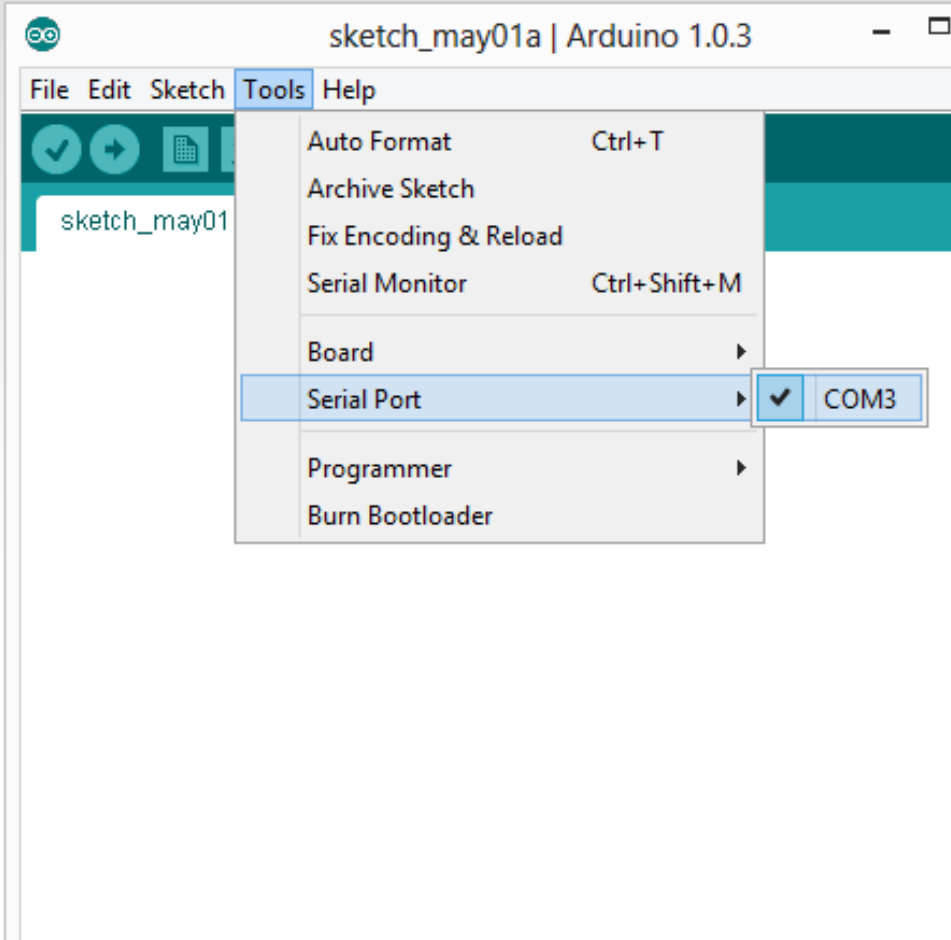 sketch_may01a | Arduino 1.0.3
File Edit Sketch Tools Help
sketch_may01
Auto Format Ctrl+T
Archive Sketch
Fix Encoding & Reload
Serial Monitor Ctrl+Shift+M
Board
Serial Port
COM3
Programmer
Burn Bootloader